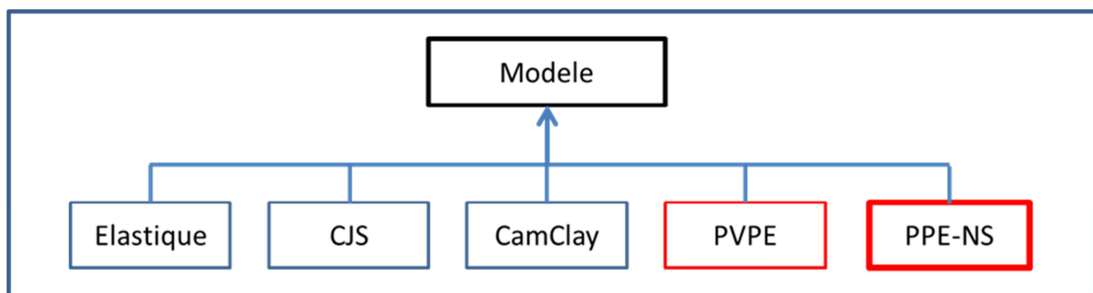 Modele
Elastique
CJS
CamClay
PVPE
PPE-NS